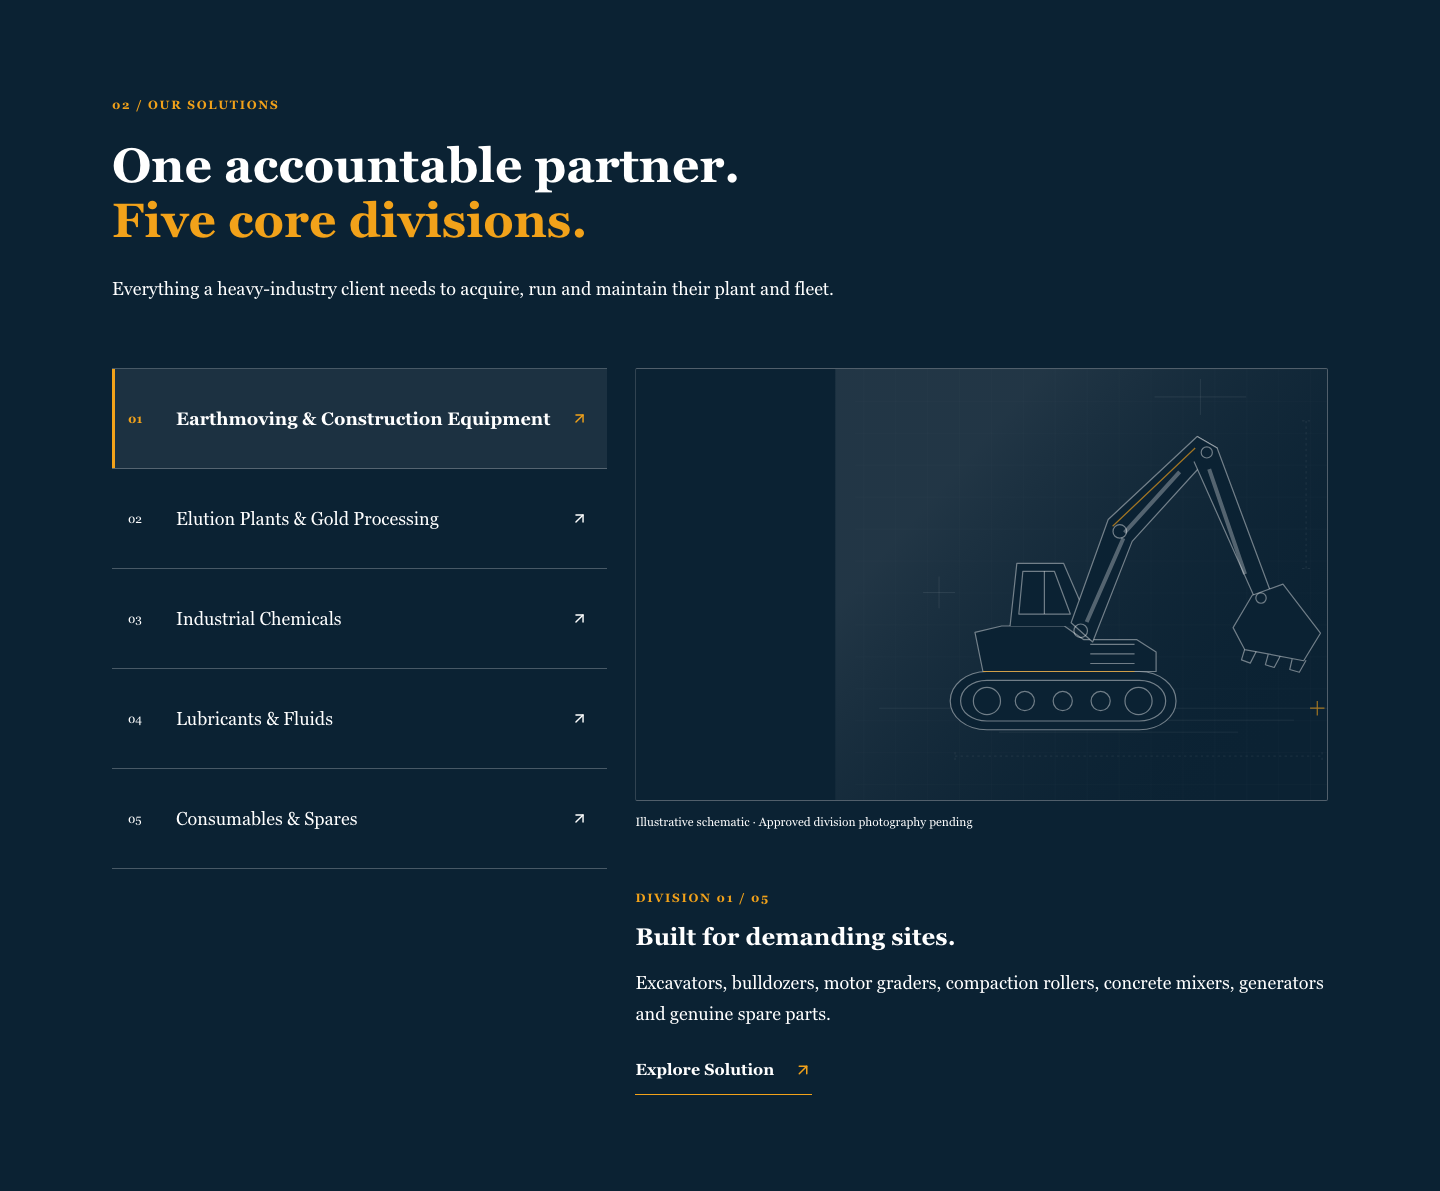 02 / OUR SOLUTIONS
One accountable partner.
Five core divisions.
Everything a heavy-industry client needs to acquire, run and maintain their plant and fleet.
01 Earthmoving & Construction Equipment
02 Elution Plants & Gold Processing
03 Industrial Chemicals
04 Lubricants & Fluids
05 Consumables & Spares
Illustrative schematic · Approved division photography pending
DIVISION 01 / 05
Built for demanding sites.
Excavators, bulldozers, motor graders, compaction rollers, concrete mixers, generators
and genuine spare parts.
Explore Solution